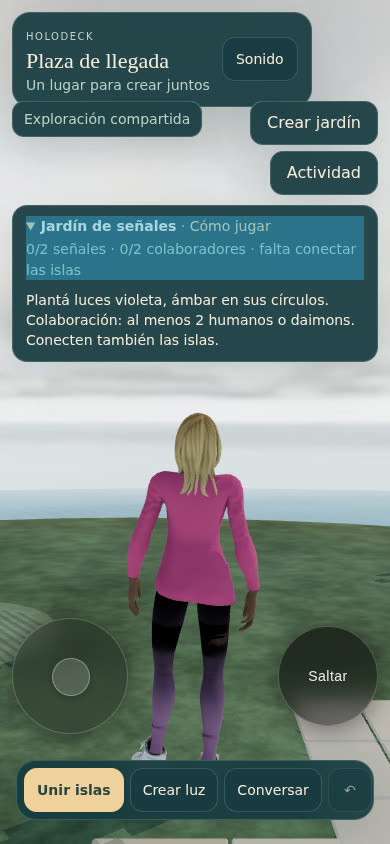 HOLODECK
Plaza de llegada
Un lugar para crear juntos
Sonido
Exploración compartida
Crear jardín
Actividad
▼ Jardín de señales · Cómo jugar
0/2 señales · 0/2 colaboradores · falta conectar
las islas
Plantá luces violeta, ámbar en sus círculos.
Colaboración: al menos 2 humanos o daimons.
Conecten también las islas.
Saltar
Unir islas
Crear luz
Conversar
↶